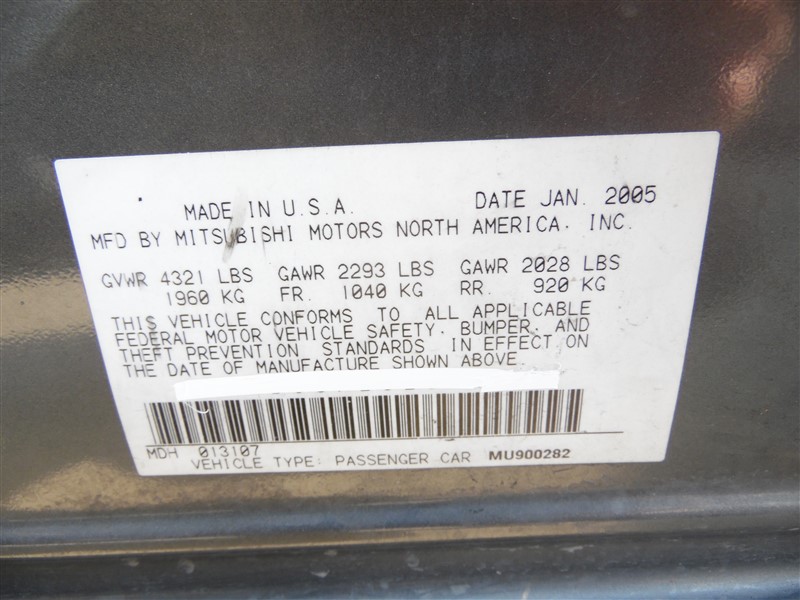 MADE IN U.S.A. DATE JAN. 2005
MFD BY MITSUBISHI MOTORS NORTH AMERICA. INC.
GVWR 4321 LBS GAWR 2293 LBS GAWR 2028 LBS
1960 KG FR. 1040 KG RR. 920 KG
THIS VEHICLE CONFORMS TO ALL APPLICABLE
FEDERAL MOTOR VEHICLE SAFETY. BUMPER. AND
THEFT PREVENTION STANDARDS IN EFFECT ON
THE DATE OF MANUFACTURE SHOWN ABOVE.
MDH 013107
VEHICLE TYPE: PASSENGER CAR MU900282